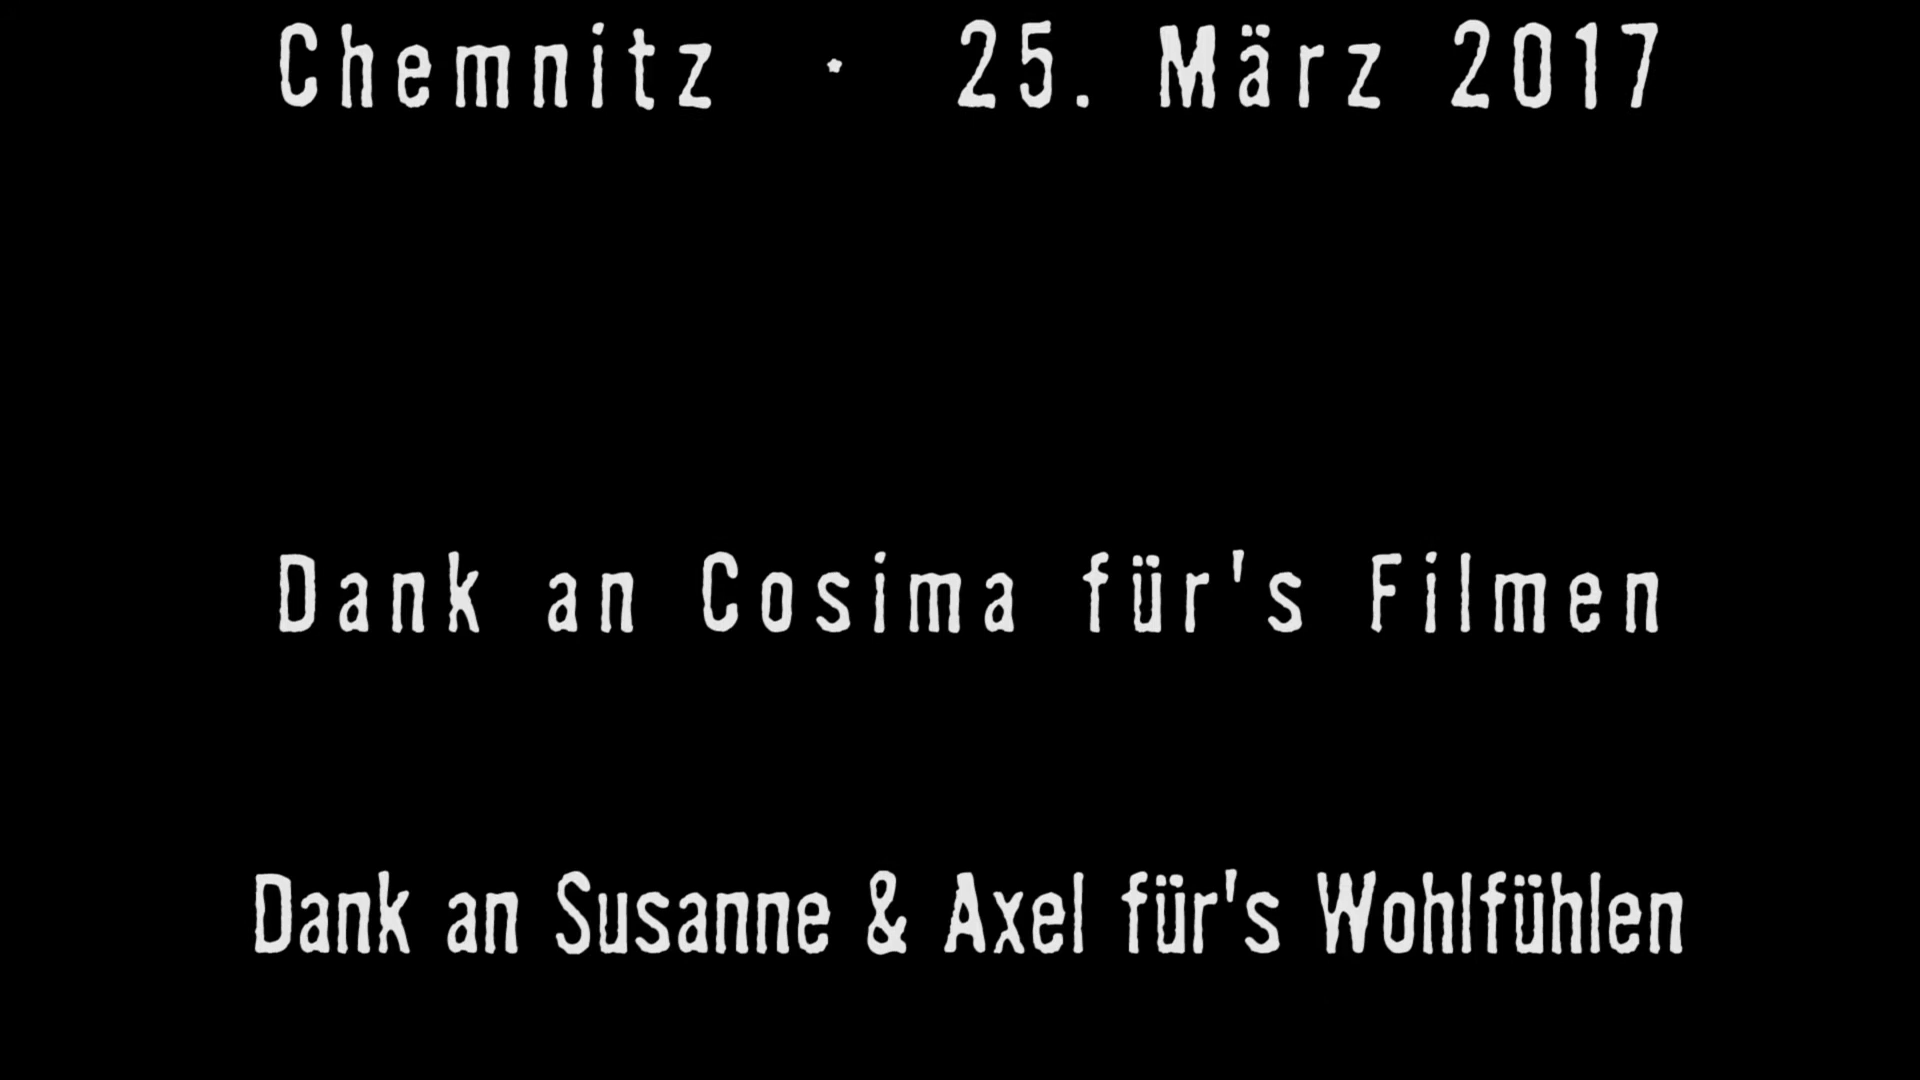 Chemnitz · 25. März 2017
Dank an Cosima für's Filmen
Dank an Susanne & Axel für's Wohlfühlen